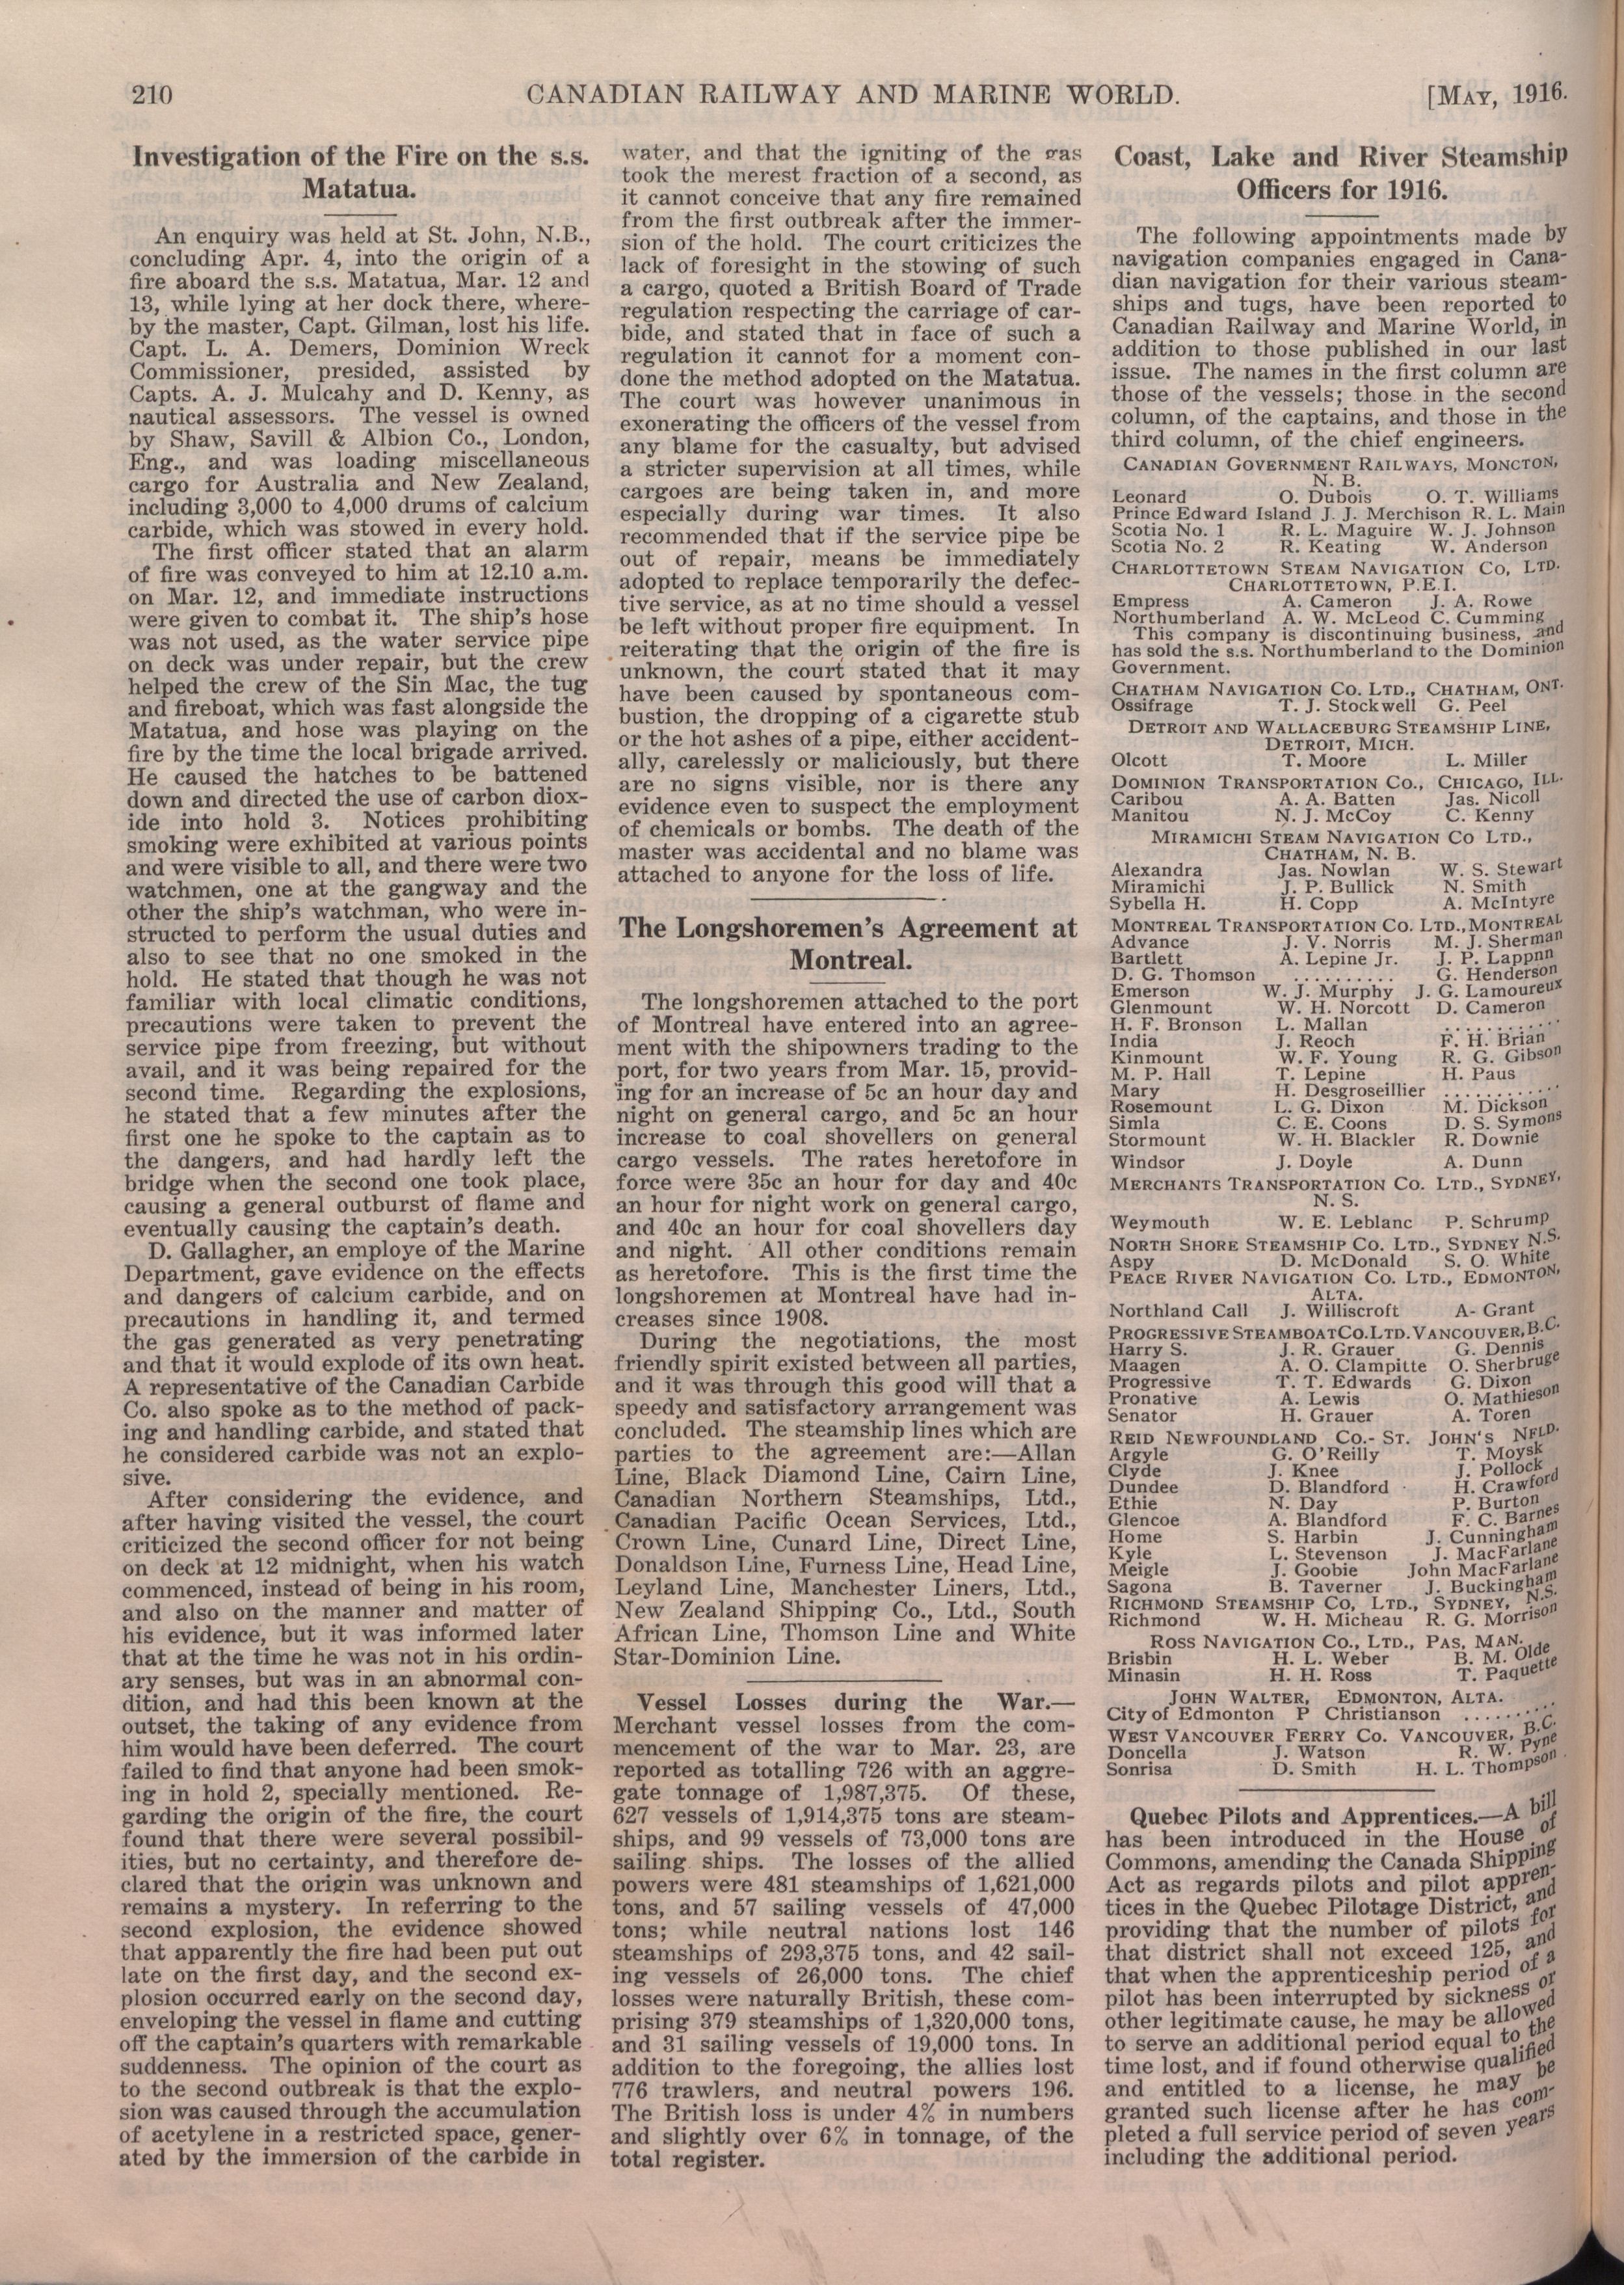 210
CANADIAN RAILWAY AND MARINE WORLD.
[MAY, 1916.
Investigation of the Fire on the s.s.
Matatua.
An enquiry was held at St. John, N.B.,
concluding Apr. 4, into the origin of a
fire aboard the s.s. Matatua, Mar. 12 and
13, while lying at her dock there, where-
by the master, Capt. Gilman, lost his life.
Capt. L. A. Demers, Dominion Wreck
Commissioner, presided, assisted by
Capts. A. J. Mulcahy and D. Kenny, as
nautical assessors. The vessel is owned
by Shaw, Savill & Albion Co., London,
Eng., and was loading miscellaneous
cargo for Australia and New Zealand,
including 3,000 to 4,000 drums of calcium
carbide, which was stowed in every hold.
The first officer stated that an alarm
of fire was conveyed to him at 12.10 a.m.
on Mar. 12, and immediate instructions
were given to combat it. The ship's hose
was not used, as the water service pipe
on deck was under repair, but the crew
helped the crew of the Sin Mac, the tug
and fireboat, which was fast alongside the
Matatua, and hose was playing on the
fire by the time the local brigade arrived.
He caused the hatches to be battened
down and directed the use of carbon diox-
ide into hold 3. Notices prohibiting
smoking were exhibited at various points
and were visible to all, and there were two
watchmen, one at the gangway and the
other the ship's watchman, who were in-
structed to perform the usual duties and
also to see that no one smoked in the
hold. He stated that though he was not
familiar with local climatic conditions,
precautions were taken to prevent the
service pipe from freezing, but without
avail, and it was being repaired for the
second time. Regarding the explosions,
he stated that a few minutes after the
first one he spoke to the captain as to
the dangers, and had hardly left the
bridge when the second one took place,
causing a general outburst of flame and
eventually causing the captain's death.
D. Gallagher, an employe of the Marine
Department, gave evidence on the effects
and dangers of calcium carbide, and on
precautions in handling it, and termed
the gas generated as very penetrating
and that it would explode of its own heat.
A representative of the Canadian Carbide
Co. also spoke as to the method of pack-
ing and handling carbide, and stated that
he considered carbide was not an explo-
sive.
After considering the evidence, and
after having visited the vessel, the court
criticized the second officer for not being
on deck at 12 midnight, when his watch
commenced, instead of being in his room,
and also on the manner and matter of
his evidence, but it was informed later
that at the time he was not in his ordin-
ary senses, but was in an abnormal con-
dition, and had this been known at the
outset, the taking of any evidence from
him would have been deferred. The court
failed to find that anyone had been smok-
ing in hold 2, specially mentioned. Re-
garding the origin of the fire, the court
found that there were several possibil-
ities, but no certainty, and therefore de-
clared that the origin was unknown and
remains a mystery. In referring to the
second explosion, the evidence showed
that apparently the fire had been put out
late on the first day, and the second ex-
plosion occurred early on the second day,
enveloping the vessel in flame and cutting
off the captain's quarters with remarkable
suddenness. The opinion of the court as
to the second outbreak is that the explo-
sion was caused through the accumulation
of acetylene in a restricted space, gener-
ated by the immersion of the carbide in
water, and that the igniting of the gas
took the merest fraction of a second, as
it cannot conceive that any fire remained
from the first outbreak after the immer-
sion of the hold. The court criticizes the
lack of foresight in the stowing of such
a cargo, quoted a British Board of Trade
regulation respecting the carriage of car-
bide, and stated that in face of such a
regulation it cannot for a moment con-
done the method adopted on the Matatua.
The court was however unanimous in
exonerating the officers of the vessel from
any blame for the casualty, but advised
a stricter supervision at all times, while
cargoes are being taken in, and more
especially during war times. It also
recommended that if the service pipe be
out of repair, means be immediately
adopted to replace temporarily the defec-
tive service, as at no time should a vessel
be left without proper fire equipment. In
reiterating that the origin of the fire is
unknown, the court stated that it may
have been caused by spontaneous com-
bustion, the dropping of a cigarette stub
or the hot ashes of a pipe, either accident-
ally, carelessly or maliciously, but there
are no signs visible, nor is there any
evidence even to suspect the employment
of chemicals or bombs. The death of the
master was accidental and no blame was
attached to anyone for the loss of life.
The Longshoremen's Agreement at
Montreal.
The longshoremen attached to the port
of Montreal have entered into an agree-
ment with the shipowners trading to the
port, for two years from Mar. 15, provid-
ing for an increase of 5c an hour day and
night on general cargo, and 5c an hour
increase to coal shovellers on general
cargo vessels. The rates heretofore in
force were 35c an hour for day and 40c
an hour for night work on general cargo,
and 40c an hour for coal shovellers day
and night. All other conditions remain
as heretofore. This is the first time the
longshoremen at Montreal have had in-
creases since 1908.
During the negotiations, the most
friendly spirit existed between all parties,
and it was through this good will that a
speedy and satisfactory arrangement was
concluded. The steamship lines which are
parties to the agreement are:—Allan
Line, Black Diamond Line, Cairn Line,
Canadian Northern Steamships, Ltd.,
Canadian Pacific Ocean Services, Ltd.,
Crown Line, Cunard Line, Direct Line,
Donaldson Line, Furness Line, Head Line,
Leyland Line, Manchester Liners, Ltd.,
New Zealand Shipping Co., Ltd., South
African Line, Thomson Line and White
Star-Dominion Line.
Vessel Losses during the War.—
Merchant vessel losses from the com-
mencement of the war to Mar. 23, are
reported as totalling 726 with an aggre-
gate tonnage of 1,987,375. Of these,
627 vessels of 1,914,375 tons are steam-
ships, and 99 vessels of 73,000 tons are
sailing ships. The losses of the allied
powers were 481 steamships of 1,621,000
tons, and 57 sailing vessels of 47,000
tons; while neutral nations lost 146
steamships of 293,375 tons, and 42 sail-
ing vessels of 26,000 tons. The chief
losses were naturally British, these com-
prising 379 steamships of 1,320,000 tons,
and 31 sailing vessels of 19,000 tons. In
addition to the foregoing, the allies lost
776 trawlers, and neutral powers 196.
The British loss is under 4% in numbers
and slightly over 6% in tonnage, of the
total register.
Coast, Lake and River Steamship
Officers for 1916.
The following appointments made by
navigation companies engaged in Cana-
dian navigation for their various steam-
ships and tugs, have been reported to
Canadian Railway and Marine World, in
addition to those published in our last
issue. The names in the first column are
those of the vessels; those in the second
column, of the captains, and those in the
third column, of the chief engineers.
CANADIAN GOVERNMENT RAILWAYS, MONCTON,
N. B.
Leonard O. Dubois O. T. Williams
Prince Edward Island J. J. Merchison R. L. Main
Scotia No. 1 R. L. Maguire W. J. Johnson
Scotia No. 2 R. Keating W. Anderson
CHARLOTTETOWN STEAM NAVIGATION CO, LTD.
CHARLOTTETOWN, P.E.I.
Empress A. Cameron J. A. Rowe
Northumberland A. W. McLeod C. Cumming
This company is discontinuing business, and
has sold the s.s. Northumberland to the Dominion
Government.
CHATHAM NAVIGATION CO. LTD., CHATHAM, ONT.
Ossifrage T. J. Stockwell G. Peel
DETROIT AND WALLACEBURG STEAMSHIP LINE,
DETROIT, MICH.
Olcott T. Moore L. Miller
DOMINION TRANSPORTATION CO., CHICAGO, ILL.
Caribou A. A. Batten Jas. Nicoll
Manitou N. J. McCoy C. Kenny
MIRAMICHI STEAM NAVIGATION CO LTD.,
CHATHAM, N. B.
Alexandra Jas. Nowlan W. S. Stewart
Miramichi J. P. Bullick N. Smith
Sybella H. H. Copp A. McIntyre
MONTREAL TRANSPORTATION CO. LTD., MONTREAL
Advance J. V. Norris M. J. Sherman
Bartlett A. Lepine Jr. J. P. Lappnn
D. G. Thomson .......... G. Henderson
Emerson W. J. Murphy J. G. Lamoureux
Glenmount W. H. Norcott D. Cameron
H. F. Bronson L. Mallan ...........
India J. Reoch F. H. Brian
Kinmount W. F. Young R. G. Gibson
M. P. Hall T. Lepine H. Paus
Mary H. Desgroseillier ...........
Rosemount L. G. Dixon M. Dickson
Simla C. E. Coons D. S. Symons
Stormount W. H. Blackler R. Downie
Windsor J. Doyle A. Dunn
MERCHANTS TRANSPORTATION CO. LTD., SYDNEY,
N. S.
Weymouth W. E. Leblanc P. Schrump
NORTH SHORE STEAMSHIP CO. LTD., SYDNEY N.S.
Aspy D. McDonald S. O. White
PEACE RIVER NAVIGATION CO. LTD., EDMONTON,
ALTA.
Northland Call J. Williscroft A- Grant
PROGRESSIVE STEAMBOAT CO. LTD. VANCOUVER, B.C.
Harry S. J. R. Grauer G. Dennis
Maagen A. O. Clampitte O. Sherbruge
Progressive T. T. Edwards G. Dixon
Pronative A. Lewis O. Mathieson
Senator H. Grauer A. Toren
REID NEWFOUNDLAND CO.- ST. JOHN'S NFLD.
Argyle G. O'Reilly T. Moysk
Clyde J. Knee J. Pollock
Dundee D. Blandford H. Crawford
Ethie N. Day P. Burton
Glencoe A. Blandford F. C. Barnes
Home S. Harbin J. Cunningham
Kyle L. Stevenson J. MacFarlane
Meigle J. Goobie John MacFarlane
Sagona B. Taverner J. Buckingham
RICHMOND STEAMSHIP CO, LTD., SYDNEY, N.S.
Richmond W. H. Micheau R. G. Morrison
ROSS NAVIGATION CO., LTD., PAS, MAN.
Brisbin H. L. Weber B. M. Olde
Minasin H. H. Ross T. Paquette
JOHN WALTER, EDMONTON, ALTA.
City of Edmonton P Christianson ..........
WEST VANCOUVER FERRY CO. VANCOUVER, B.C.
Doncella J. Watson R. W. Pyne
Sonrisa D. Smith H. L. Thompson
Quebec Pilots and Apprentices.—A bill
has been introduced in the House of
Commons, amending the Canada Shipping
Act as regards pilots and pilot appren-
tices in the Quebec Pilotage District, and
providing that the number of pilots for
that district shall not exceed 125, and
that when the apprenticeship period of a
pilot has been interrupted by sickness or
other legitimate cause, he may be allowed
to serve an additional period equal to the
time lost, and if found otherwise qualified
and entitled to a license, he may be
granted such license after he has com-
pleted a full service period of seven years
including the additional period.